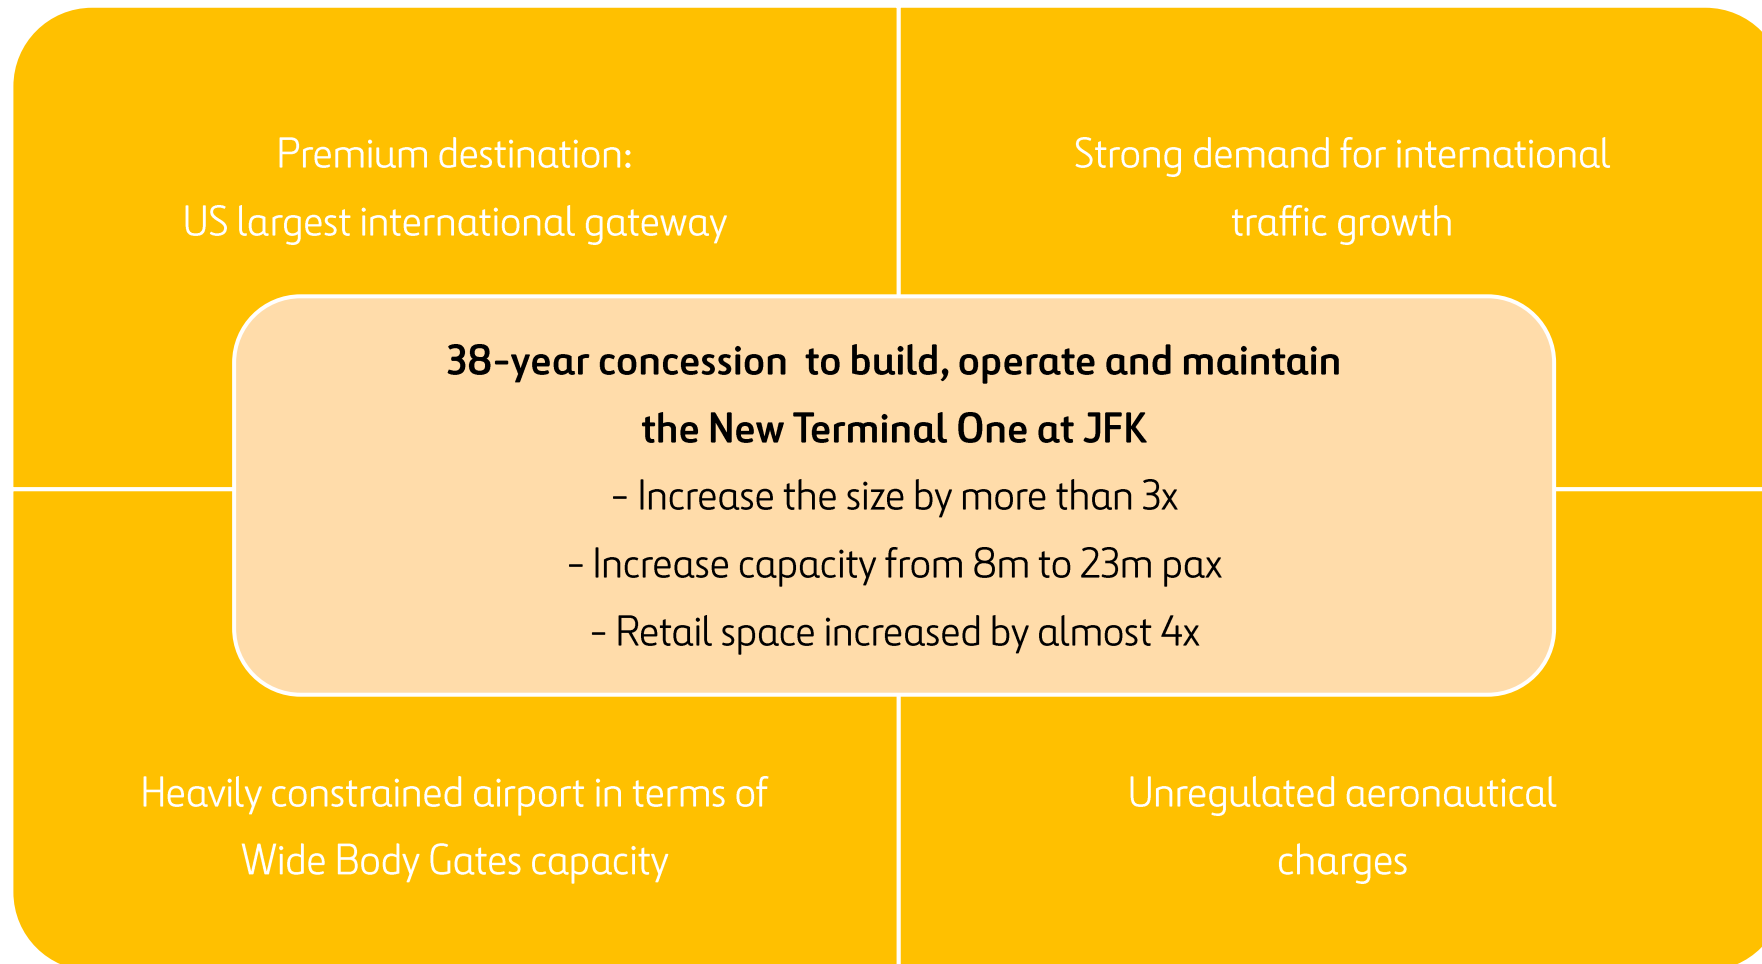 Premium destination:
US largest international gateway
Strong demand for international
traffic growth
38-year concession  to build, operate and maintain
the New Terminal One at JFK
- Increase the size by more than 3x
- Increase capacity from 8m to 23m pax
- Retail space increased by almost 4x
Heavily constrained airport in terms of
Wide Body Gates capacity
Unregulated aeronautical
charges